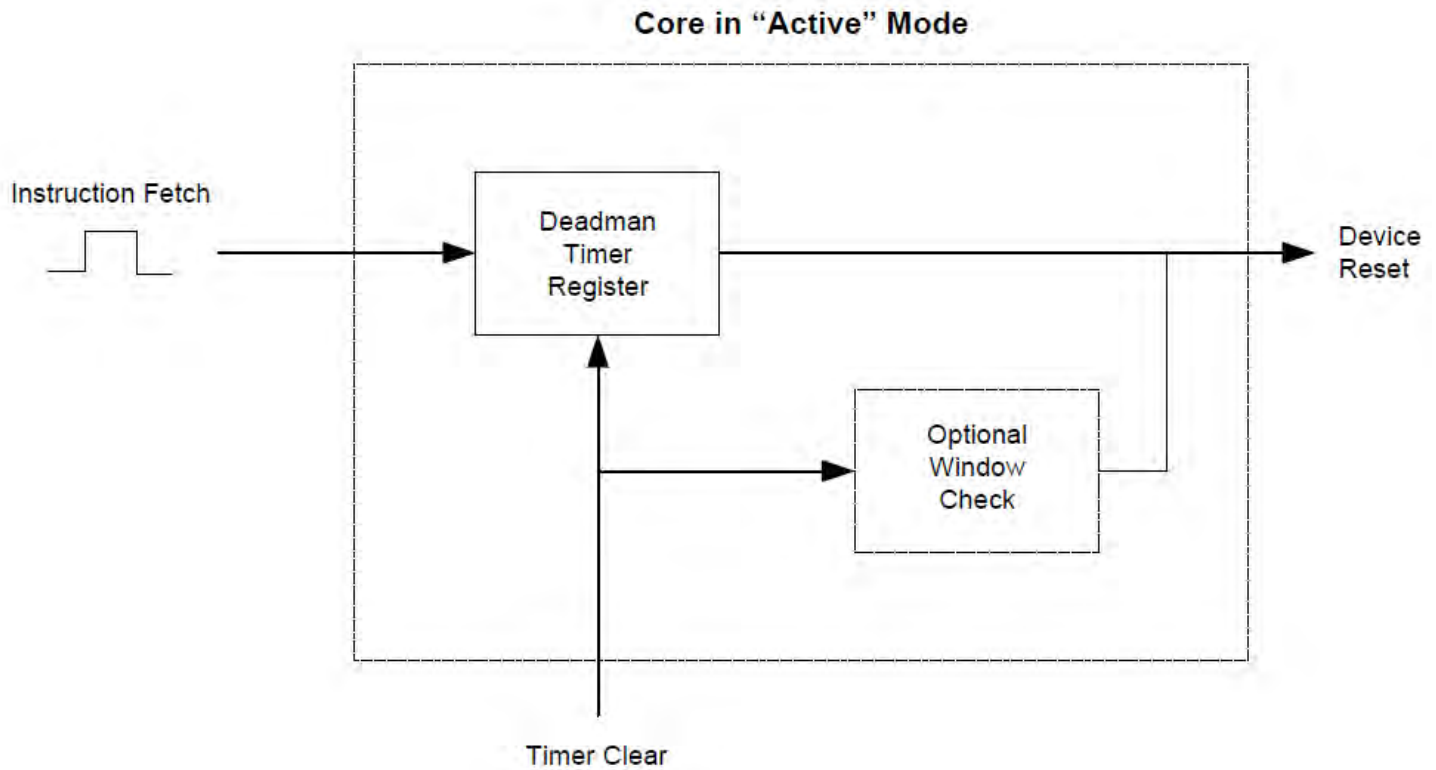 Core in “Active” Mode
Instruction Fetch
Deadman
Timer
Register
Device
Reset
Optional
Window
Check
Timer Clear